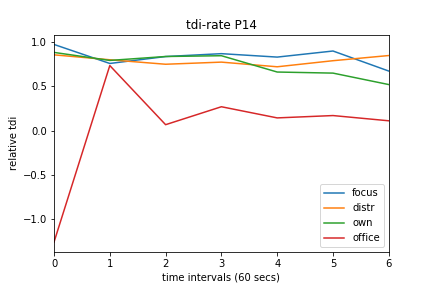 tdi-rate P14
relative tdi
1.0
0.5
0.0
−0.5
−1.0
0 1 2 3 4 5 6
time intervals (60 secs)
focus
distr
own
office